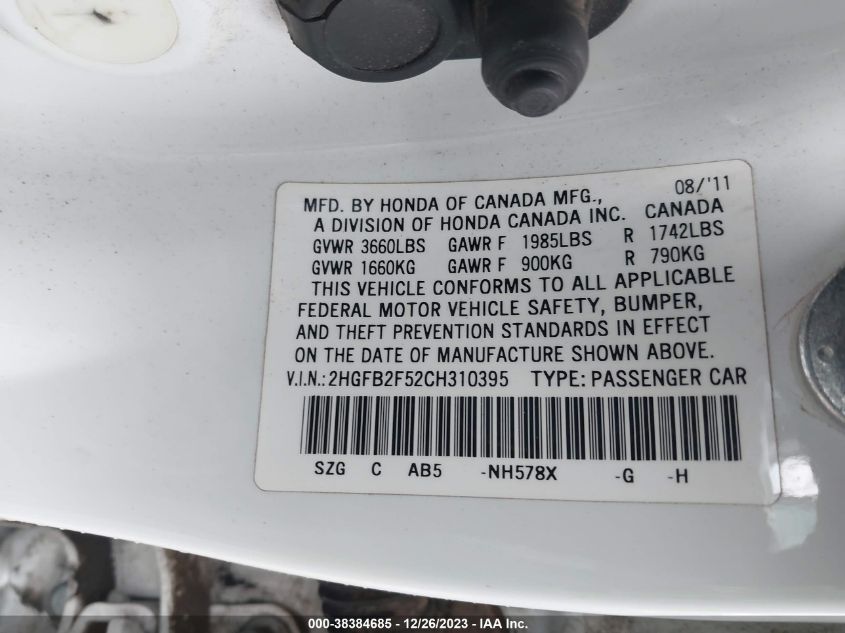 08/'11
MFD. BY HONDA OF CANADA MFG.,
A DIVISION OF HONDA CANADA INC. CANADA
GVWR 3660LBS GAWR F 1985LBS R 1742LBS
GVWR 1660KG GAWR F 900KG R 790KG
THIS VEHICLE CONFORMS TO ALL APPLICABLE
FEDERAL MOTOR VEHICLE SAFETY, BUMPER,
AND THEFT PREVENTION STANDARDS IN EFFECT
ON THE DATE OF MANUFACTURE SHOWN ABOVE.
V.I.N.: 2HGFB2F52CH310395 TYPE: PASSENGER CAR
SZG C AB5 -NH578X -G -H
000-38384685 - 12/26/2023 - IAA Inc.